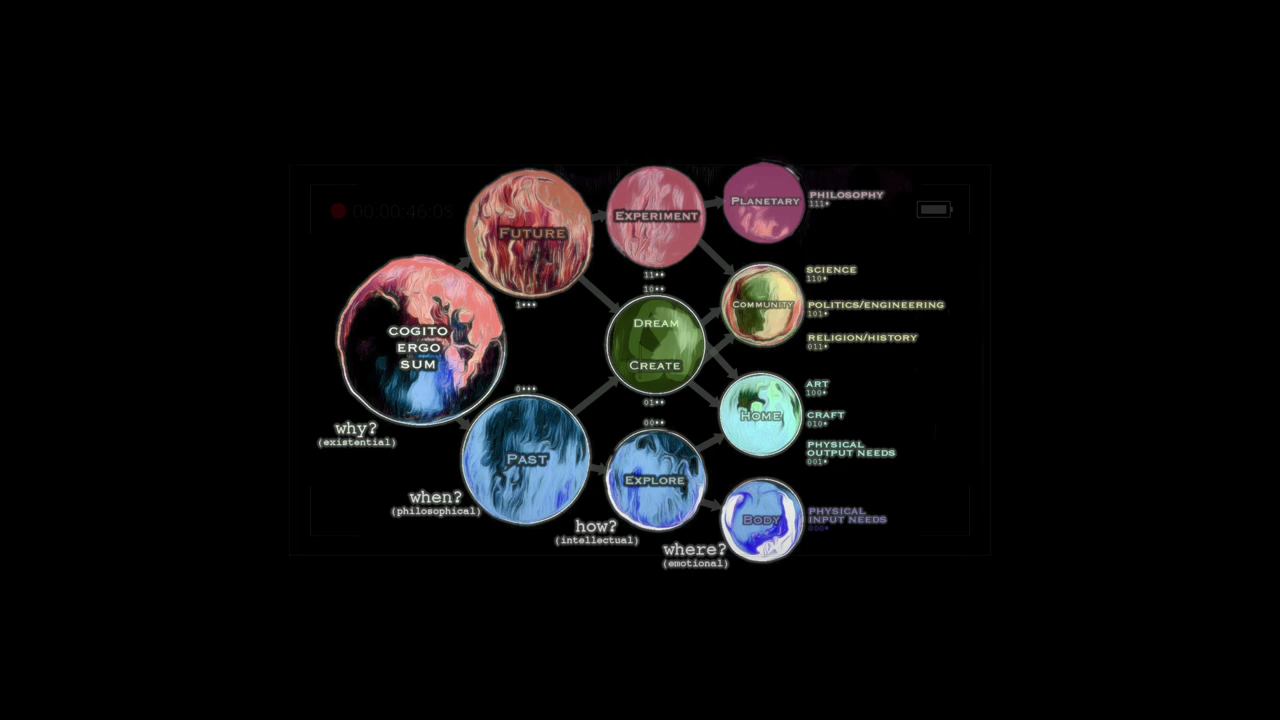 00:00:46:05
FUTURE
EXPERIMENT
PLANETARY
PHILOSOPHY
111*
11**
10**
1***
SCIENCE
110*
COMMUNITY
POLITICS/ENGINEERING
101*
RELIGION/HISTORY
011*
COGITO
ERGO
SUM
DREAM
CREATE
01**
0***
00**
ART
100*
HOME
CRAFT
010*
PHYSICAL
OUTPUT NEEDS
001*
why?
(existential)
PAST
EXPLORE
when?
(philosophical)
BODY
PHYSICAL
INPUT NEEDS
000*
how?
(intellectual)
where?
(emotional)